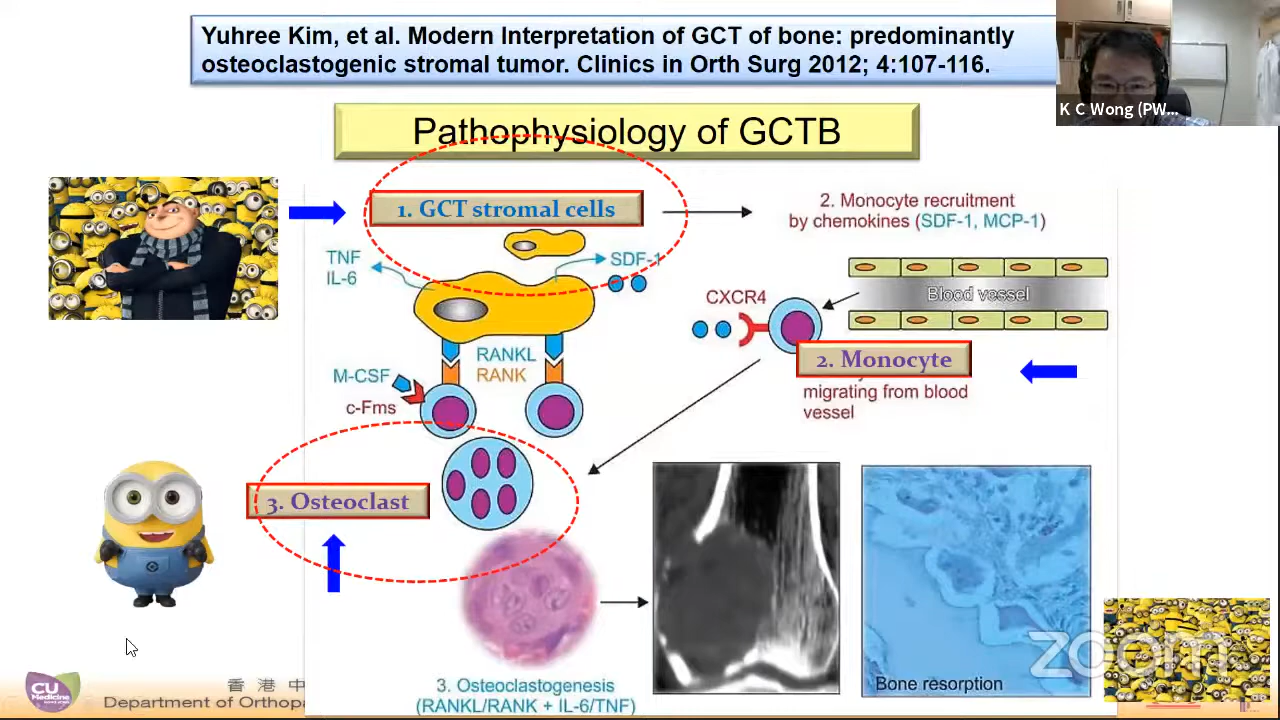 Yuhree Kim, et al. Modern Interpretation of GCT of bone: predominantly
osteoclastogenic stromal tumor. Clinics in Orth Surg 2012; 4:107-116.
K C Wong (PW...
Pathophysiology of GCTB
1. GCT stromal cells
2. Monocyte recruitment
by chemokines (SDF-1, MCP-1)
TNF
IL-6
SDF-1
CXCR4
Blood vessel
RANKL
RANK
2. Monocyte
migrating from blood
vessel
M-CSF
c-Fms
3. Osteoclast
Bone resorption
3. Osteoclastogenesis
(RANKL/RANK + IL-6/TNF)
zoom
CU
Medicine
香港中
Department of Orthopa